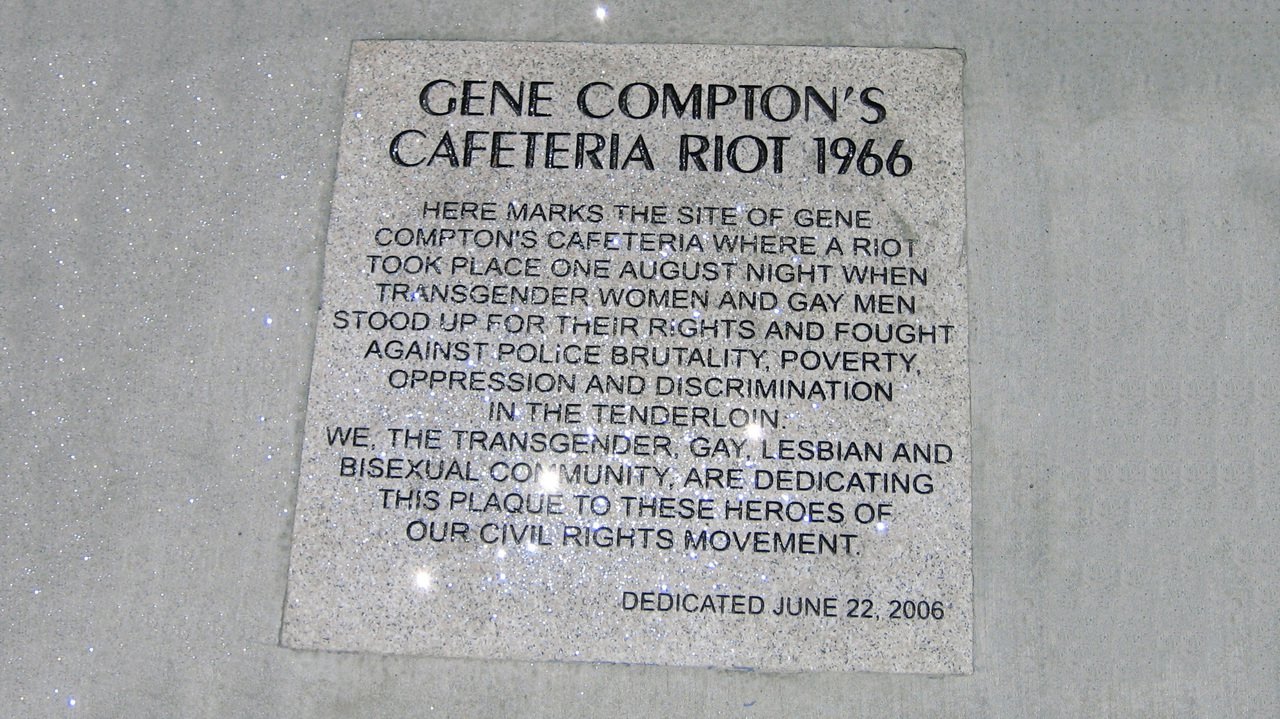 GENE COMPTON'S
CAFETERIA RIOT 1966
HERE MARKS THE SITE OF GENE
COMPTON'S CAFETERIA WHERE A RIOT
TOOK PLACE ONE AUGUST NIGHT WHEN
TRANSGENDER WOMEN AND GAY MEN
STOOD UP FOR THEIR RIGHTS AND FOUGHT
AGAINST POLICE BRUTALITY, POVERTY,
OPPRESSION AND DISCRIMINATION
IN THE TENDERLOIN.
WE, THE TRANSGENDER, GAY, LESBIAN AND
BISEXUAL COMMUNITY, ARE DEDICATING
THIS PLAQUE TO THESE HEROES OF
OUR CIVIL RIGHTS MOVEMENT.
DEDICATED JUNE 22, 2006